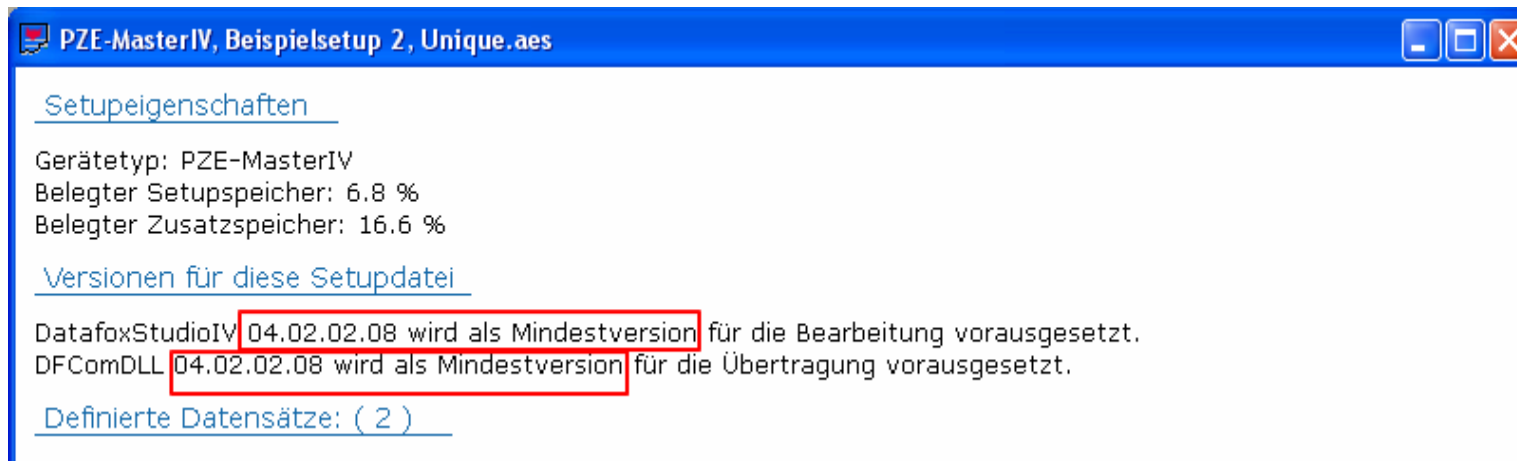 PZE-MasterIV, Beispielsetup 2, Unique.aes
Setupeigenschaften
Gerätetyp: PZE-MasterIV
Belegter Setupspeicher: 6.8 %
Belegter Zusatzspeicher: 16.6 %
Versionen für diese Setupdatei
DatafoxStudioIV 04.02.02.08 wird als Mindestversion für die Bearbeitung vorausgesetzt.
DFComDLL 04.02.02.08 wird als Mindestversion für die Übertragung vorausgesetzt.
Definierte Datensätze: ( 2 )